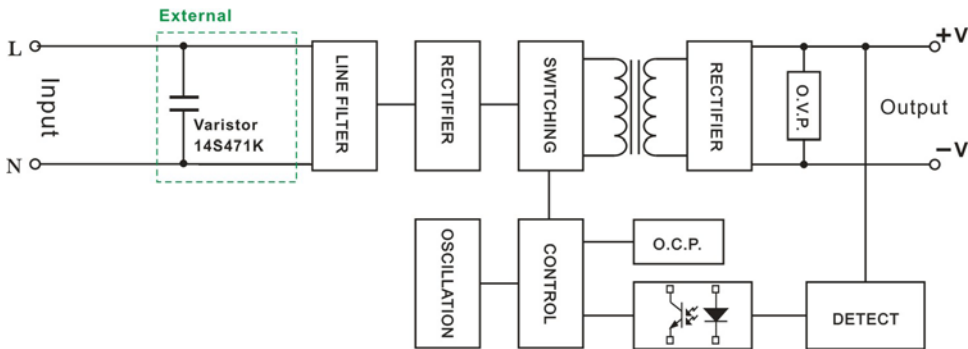 External
L
Input
N
Varistor
14S471K
LINE FILTER
RECTIFIER
SWITCHING
RECTIFIER
O.V.P.
+V
Output
−V
OSCILLATION
CONTROL
O.C.P.
DETECT